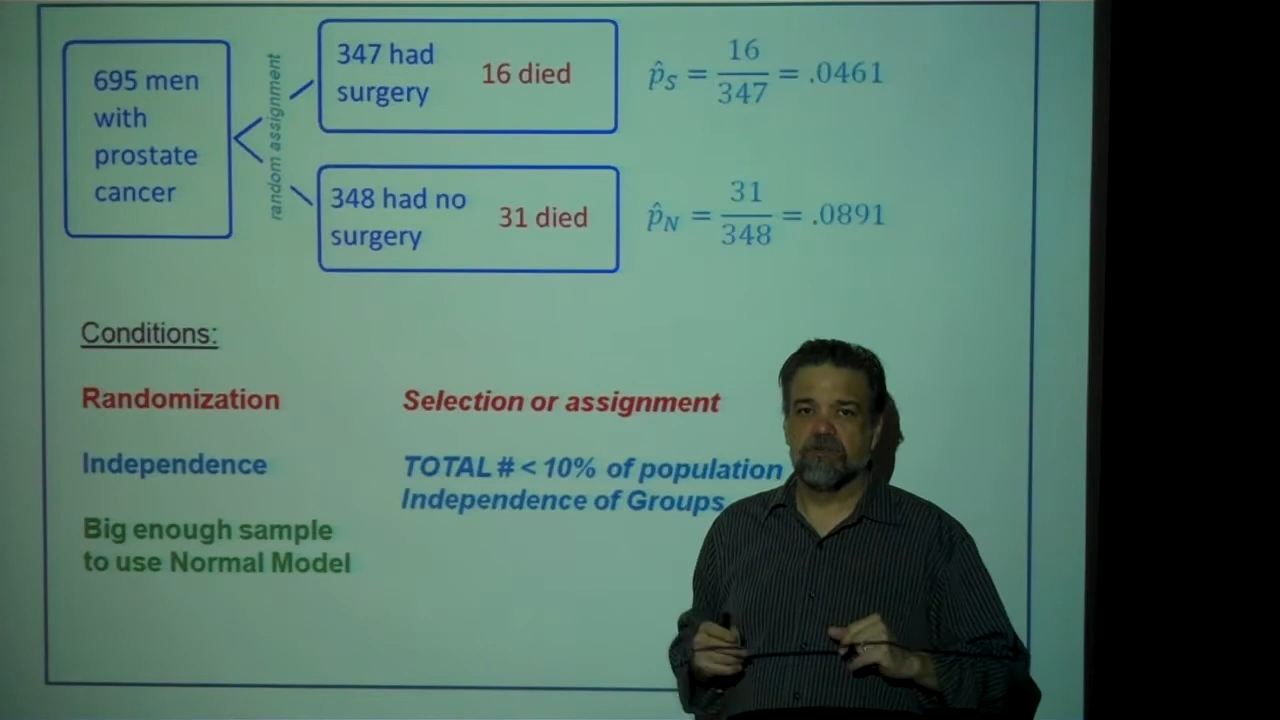 695 men
with
prostate
cancer
random assignment
347 had
surgery
16 died
p̂S = 16/347 = .0461
348 had no
surgery
31 died
p̂N = 31/348 = .0891
Conditions:
Randomization
Selection or assignment
Independence
TOTAL # < 10% of population
Independence of Groups
Big enough sample
to use Normal Model